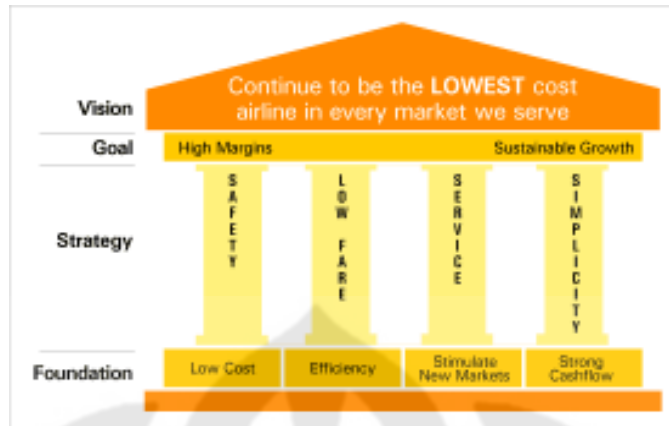 Vision
Continue to be the LOWEST cost
airline in every market we serve
Goal
High Margins
Sustainable Growth
Strategy
SAFETY
LOW FARE
SERVICE
SIMPLICITY
Foundation
Low Cost
Efficiency
Stimulate
New Markets
Strong
Cashflow